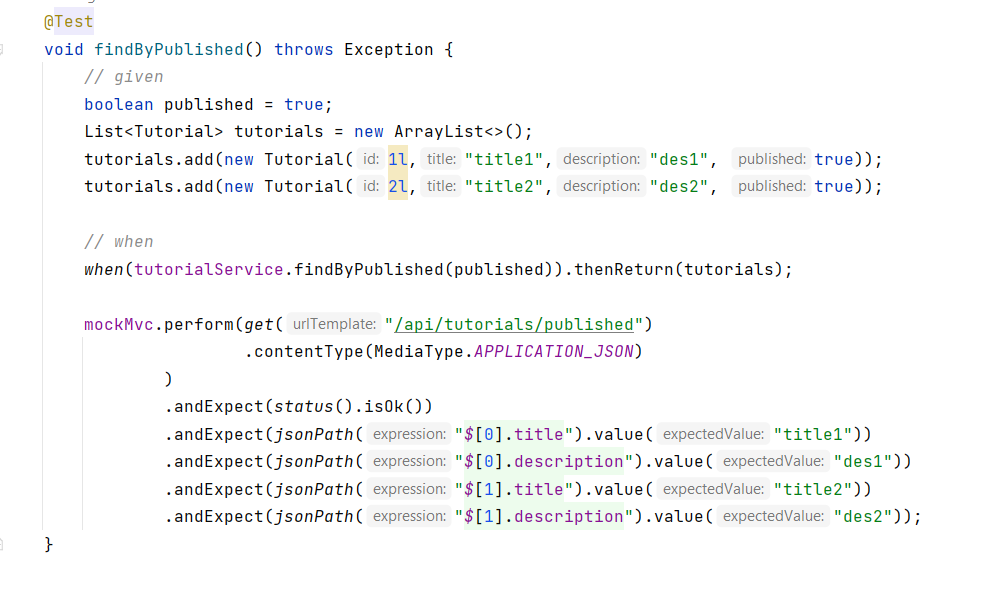 @Test
void findByPublished() throws Exception {
// given
boolean published = true;
List<Tutorial> tutorials = new ArrayList<>();
tutorials.add(new Tutorial( id: 1l, title: "title1", description: "des1", published: true));
tutorials.add(new Tutorial( id: 2l, title: "title2", description: "des2", published: true));
// when
when(tutorialService.findByPublished(published)).thenReturn(tutorials);
mockMvc.perform(get( urlTemplate: "/api/tutorials/published")
.contentType(MediaType.APPLICATION_JSON)
)
.andExpect(status().isOk())
.andExpect(jsonPath( expression: "$[0].title").value( expectedValue: "title1"))
.andExpect(jsonPath( expression: "$[0].description").value( expectedValue: "des1"))
.andExpect(jsonPath( expression: "$[1].title").value( expectedValue: "title2"))
.andExpect(jsonPath( expression: "$[1].description").value( expectedValue: "des2"));
}